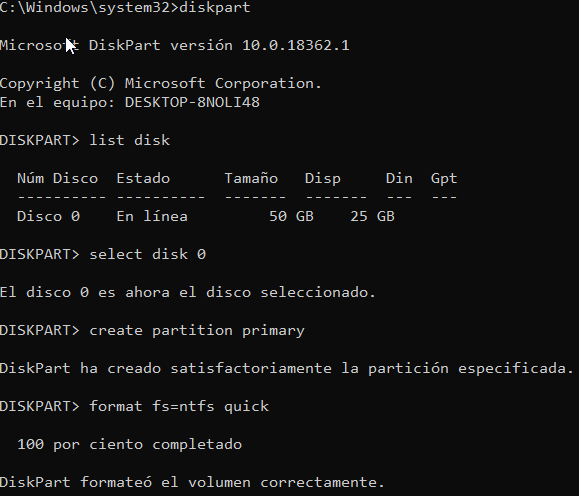 C:\Windows\system32>diskpart
Microsoft DiskPart versión 10.0.18362.1
Copyright (C) Microsoft Corporation.
En el equipo: DESKTOP-8NOLI48
DISKPART> list disk
Núm Disco  Estado      Tamaño   Disp     Din  Gpt
---------- ---------- ------- ------- --- ---
Disco 0    En línea         50 GB    25 GB
DISKPART> select disk 0
El disco 0 es ahora el disco seleccionado.
DISKPART> create partition primary
DiskPart ha creado satisfactoriamente la partición especificada.
DISKPART> format fs=ntfs quick
100 por ciento completado
DiskPart formateó el volumen correctamente.